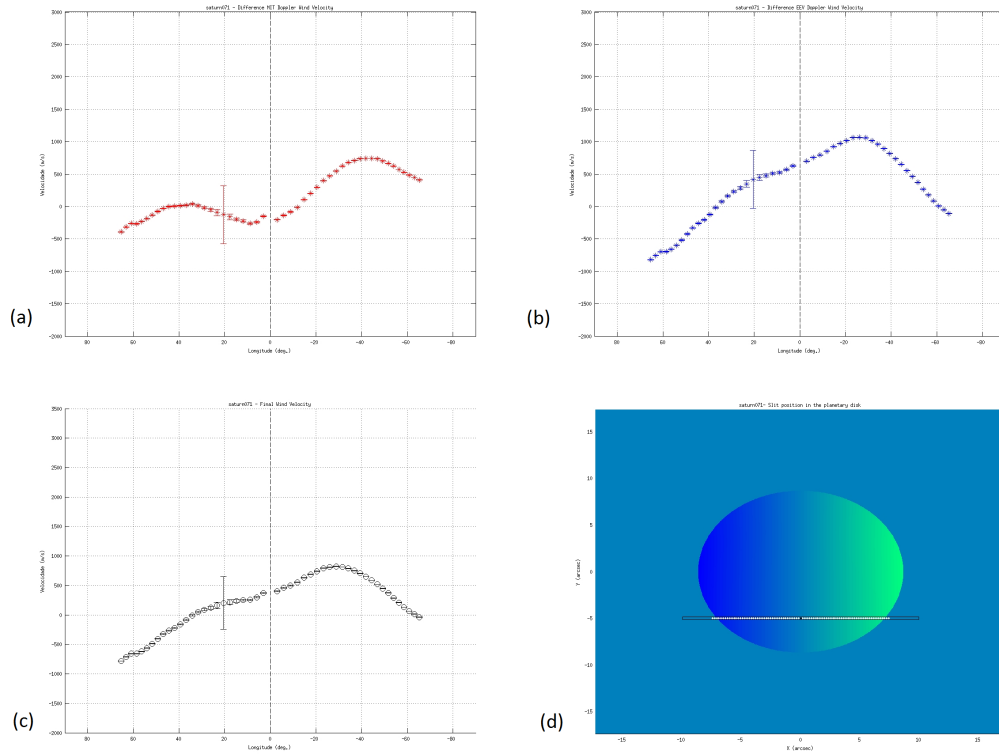 saturn071 - Difference MIT Doppler Wind Velocity
3000
2500
2000
1500
1000
500
0
-500
-1000
-1500
-2000
Velocidade (m/s)
80 60 40 20 0 -20 -40 -60 -80
Longitude (deg.)
(a)
saturn071 - Difference EEV Doppler Wind Velocity
3000
2500
2000
1500
1000
500
0
-500
-1000
-1500
-2000
Velocidade (m/s)
80 60 40 20 0 -20 -40 -60 -80
Longitude (deg.)
(b)
saturn071 - Final Wind Velocity
3500
3000
2500
2000
1500
1000
500
0
-500
-1000
-1500
-2000
Velocidade (m/s)
80 60 40 20 0 -20 -40 -60 -80
Longitude (deg.)
(c)
saturn071- Slit position in the planetary disk
15
10
5
0
-5
-10
-15
Y (arcsec)
-15 -10 -5 0 5 10 15
X (arcsec)
(d)